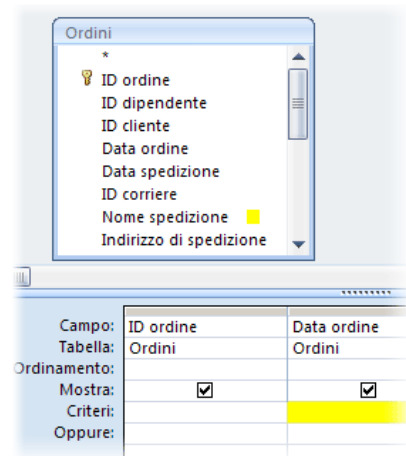 Ordini
*
ID ordine
ID dipendente
ID cliente
Data ordine
Data spedizione
ID corriere
Nome spedizione
Indirizzo di spedizione
Campo: ID ordine Data ordine
Tabella: Ordini Ordini
Ordinamento:
Mostra:
Criteri:
Oppure: